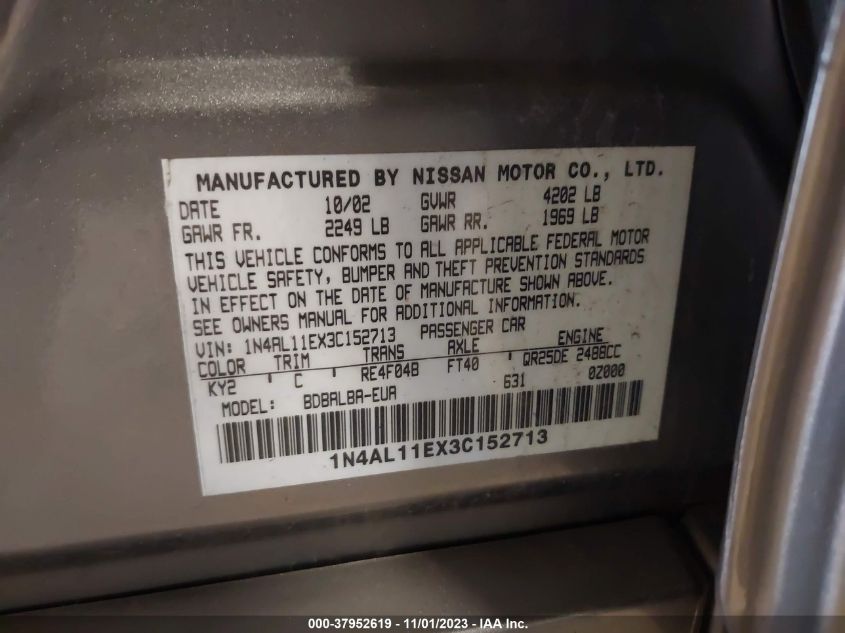 MANUFACTURED BY NISSAN MOTOR CO., LTD.
DATE 10/02 GVWR 4202 LB
GAWR FR. 2249 LB GAWR RR. 1969 LB
THIS VEHICLE CONFORMS TO ALL APPLICABLE FEDERAL MOTOR
VEHICLE SAFETY, BUMPER AND THEFT PREVENTION STANDARDS
IN EFFECT ON THE DATE OF MANUFACTURE SHOWN ABOVE.
SEE OWNERS MANUAL FOR ADDITIONAL INFORMATION.
VIN: 1N4AL11EX3C152713 PASSENGER CAR
COLOR TRIM TRANS AXLE ENGINE
KY2 C RE4F04B FT40 QR25DE 2488CC
MODEL: BDBALBA-EUA 631 0Z000
1N4AL11EX3C152713
000-37952619 - 11/01/2023 - IAA Inc.